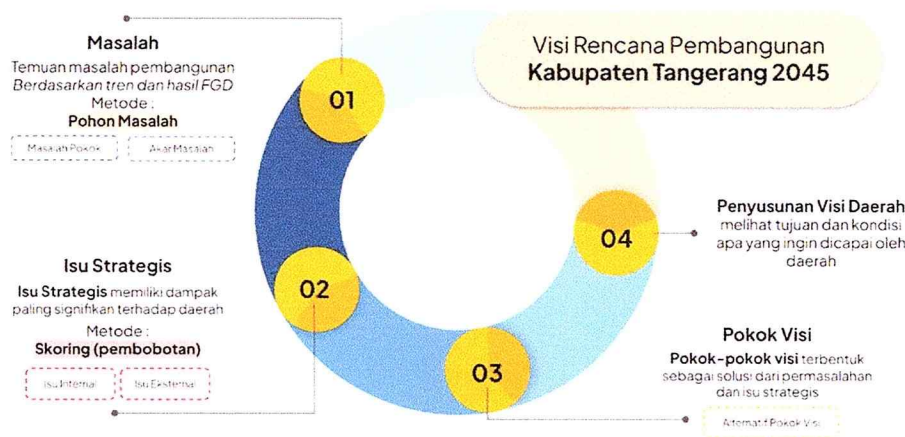 Visi Rencana Pembangunan
Kabupaten Tangerang 2045
01
Masalah
Temuan masalah pembangunan
Berdasarkan tren dan hasil FGD
Metode :
Pohon Masalah
Masalah Pokok
Akar Masalah
02
Isu Strategis
Isu Strategis memiliki dampak
paling signifikan terhadap daerah
Metode :
Skoring (pembobotan)
Isu Internal
Isu Eksternal
03
Pokok Visi
Pokok-pokok visi terbentuk
sebagai solusi dari permasalahan
dan isu strategis
Alternatif Pokok Visi
04
Penyusunan Visi Daerah
melihat tujuan dan kondisi
apa yang ingin dicapai oleh
daerah